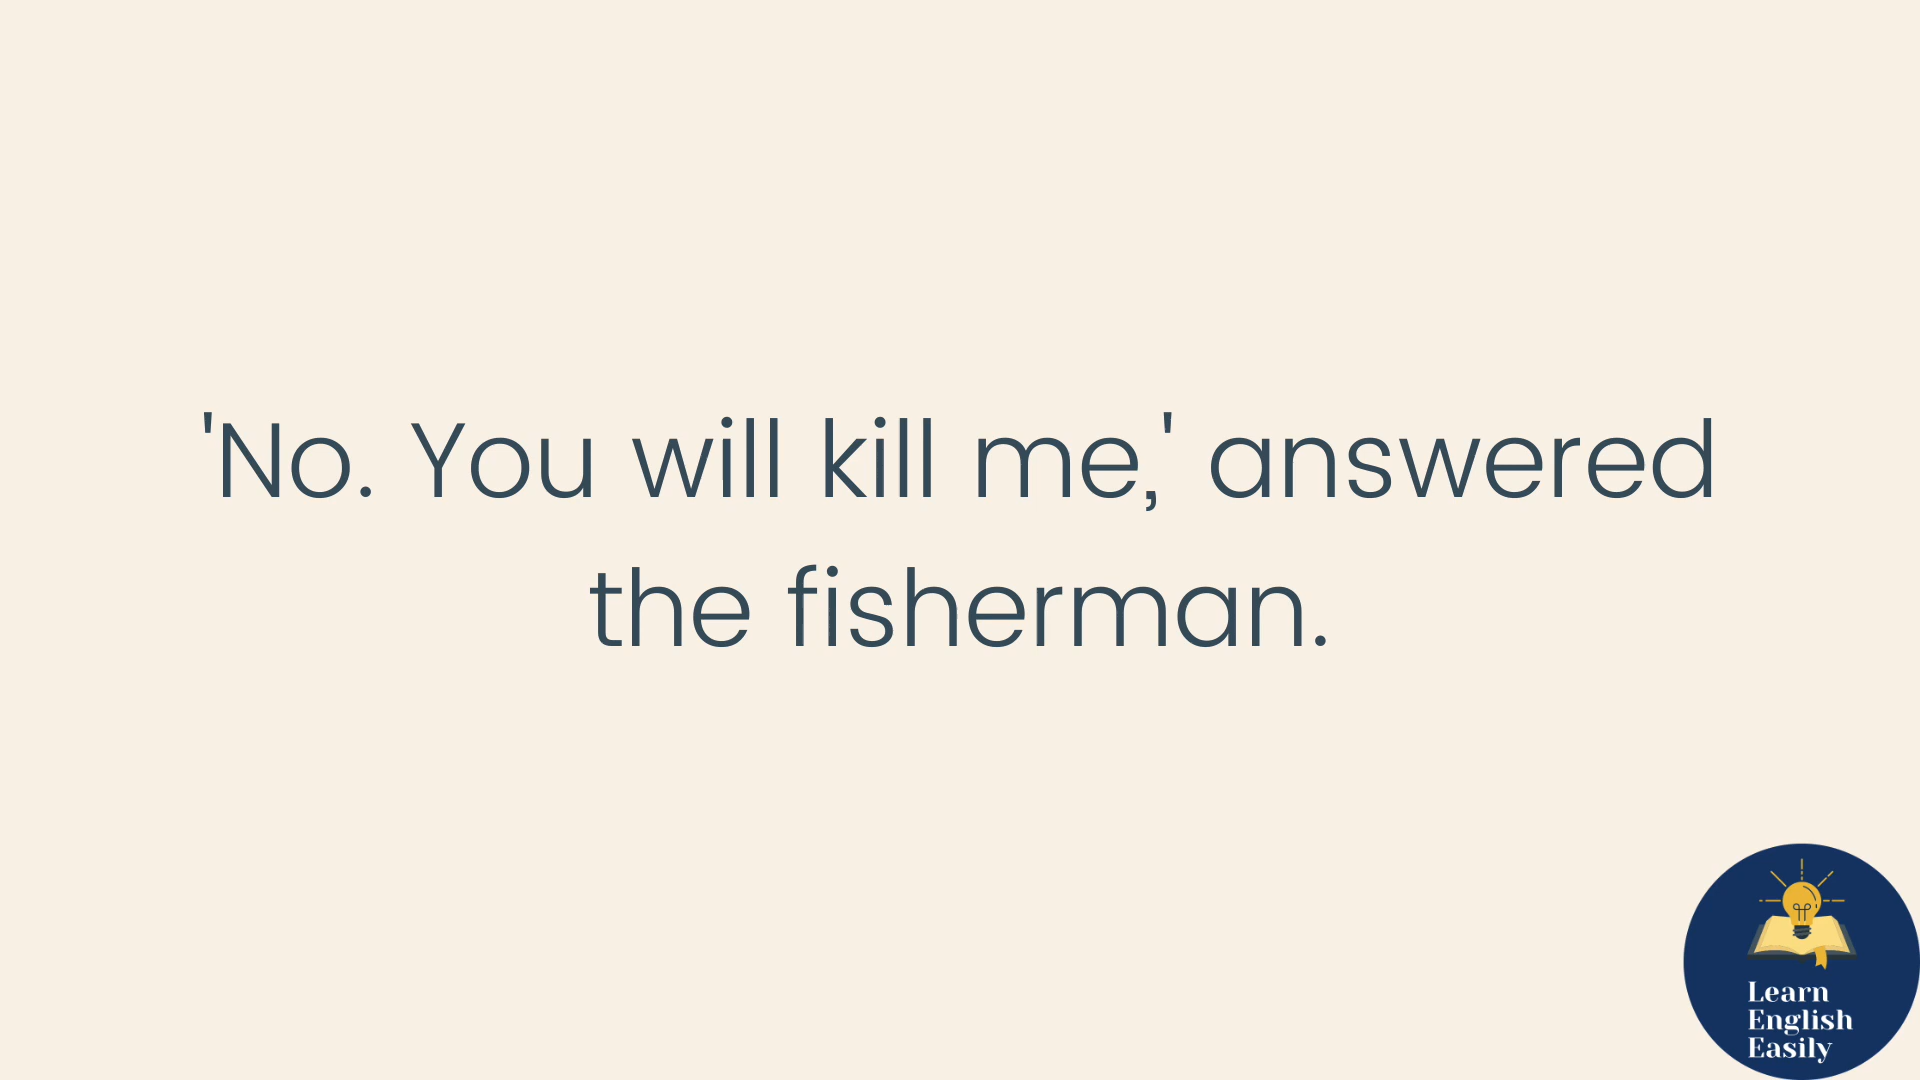 'No. You will kill me,' answered
the fisherman.
Learn
English
Easily